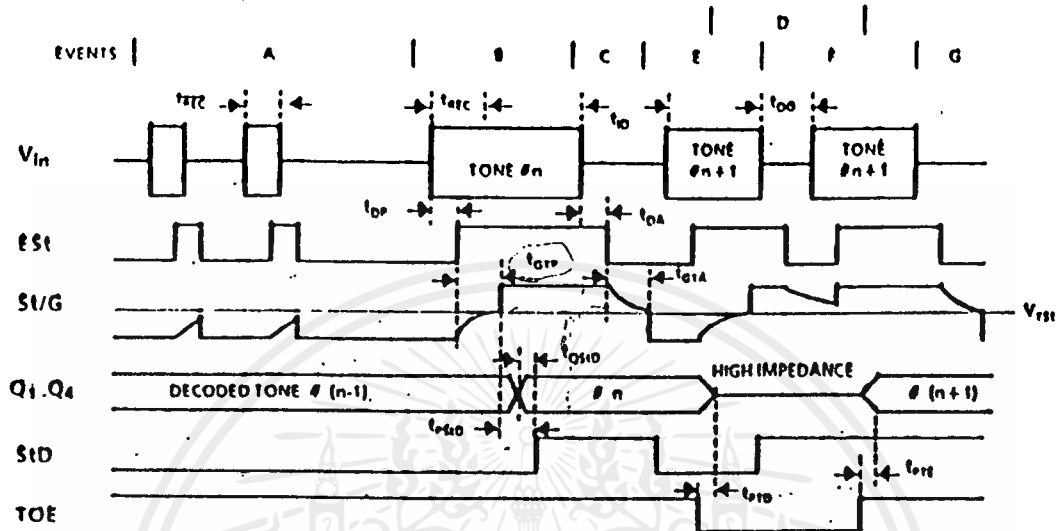 D
EVENTS A B C E F G
tREC tREC tID tDO
Vin TONE #n TONE #n+1 TONE #n+1
tDP tDA
ESt
tGTP tGTA
St/G VTSt
tQStD
Q1.Q4 DECODED TONE # (n-1). # n HIGH IMPEDANCE # (n+1)
tPStD
StD
tPTD tPTE
TOE